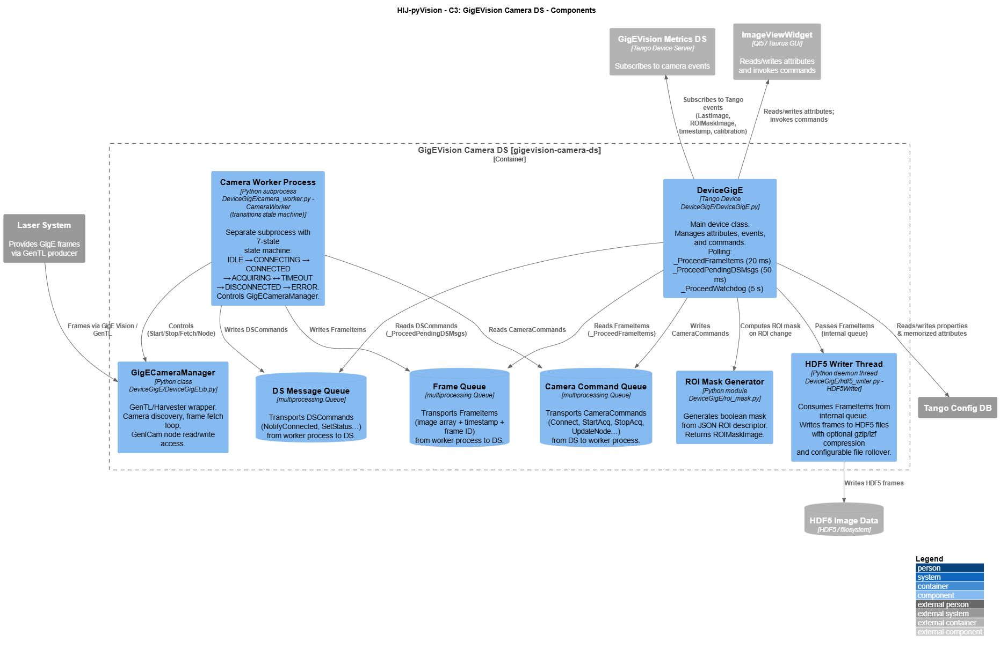 HIJ-pyVision - C3: GigEVision Camera DS - Components
GigEVision Metrics DS
[Tango Device Server]
Subscribes to camera events
ImageViewWidget
[Qt5 / Taurus GUI]
Reads/writes attributes
and invokes commands
Subscribes to Tango
events
(LastImage,
ROIMaskImage,
timestamp, calibration)
Reads/writes attributes;
invokes commands
GigEVision Camera DS [gigevision-camera-ds]
[Container]
Camera Worker Process
[Python subprocess
DeviceGigE/camera_worker.py -
CameraWorker
(transitions state machine)]
Separate subprocess with
7-state
state machine:
IDLE → CONNECTING →
CONNECTED
→ ACQUIRING ↔ TIMEOUT
→ DISCONNECTED → ERROR.
Controls GigECameraManager.
DeviceGigE
[Tango Device
DeviceGigE/DeviceGigE.py]
Main device class.
Manages attributes, events,
and commands.
Polling:
_ProceedFrameItems (20 ms)
_ProceedPendingDSMsgs (50
ms)
_ProceedWatchdog (5 s)
Laser System
Provides GigE frames
via GenTL producer
Frames via GigE Vision /
GenTL
Controls
(Start/Stop/Fetch/Node)
Writes DSCommands
Writes FrameItems
Reads DSCommands
(_ProceedPendingDSMsgs)
Reads CameraCommands
Reads FrameItems
(_ProceedFrameItems)
Writes
CameraCommands
Computes ROI mask
on ROI change
Passes FrameItems
(internal queue)
Reads/writes properties
& memorized attributes
GigECameraManager
[Python class
DeviceGigE/DeviceGigELib.py]
GenTL/Harvester wrapper.
Camera discovery, frame fetch
loop,
GenICam node read/write
access.
DS Message Queue
[multiprocessing.Queue]
Transports DSCommands
(NotifyConnected, SetStatus…)
from worker process to DS.
Frame Queue
[multiprocessing.Queue]
Transports FrameItems
(image array + timestamp +
frame ID)
from worker process to DS.
Camera Command Queue
[multiprocessing.Queue]
Transports CameraCommands
(Connect, StartAcq, StopAcq,
UpdateNode…)
from DS to worker process.
ROI Mask Generator
[Python module
DeviceGigE/roi_mask.py]
Generates boolean mask
from JSON ROI descriptor.
Returns ROIMaskImage.
HDF5 Writer Thread
[Python daemon thread
DeviceGigE/hdf5_writer.py -
HDF5Writer]
Consumes FrameItems from
internal queue.
Writes frames to HDF5 files
with optional gzip/lzf
compression
and configurable file rollover.
Tango Config DB
Writes HDF5 frames
HDF5 Image Data
[HDF5 / filesystem]
Legend
person
system
container
component
external person
external system
external container
external component